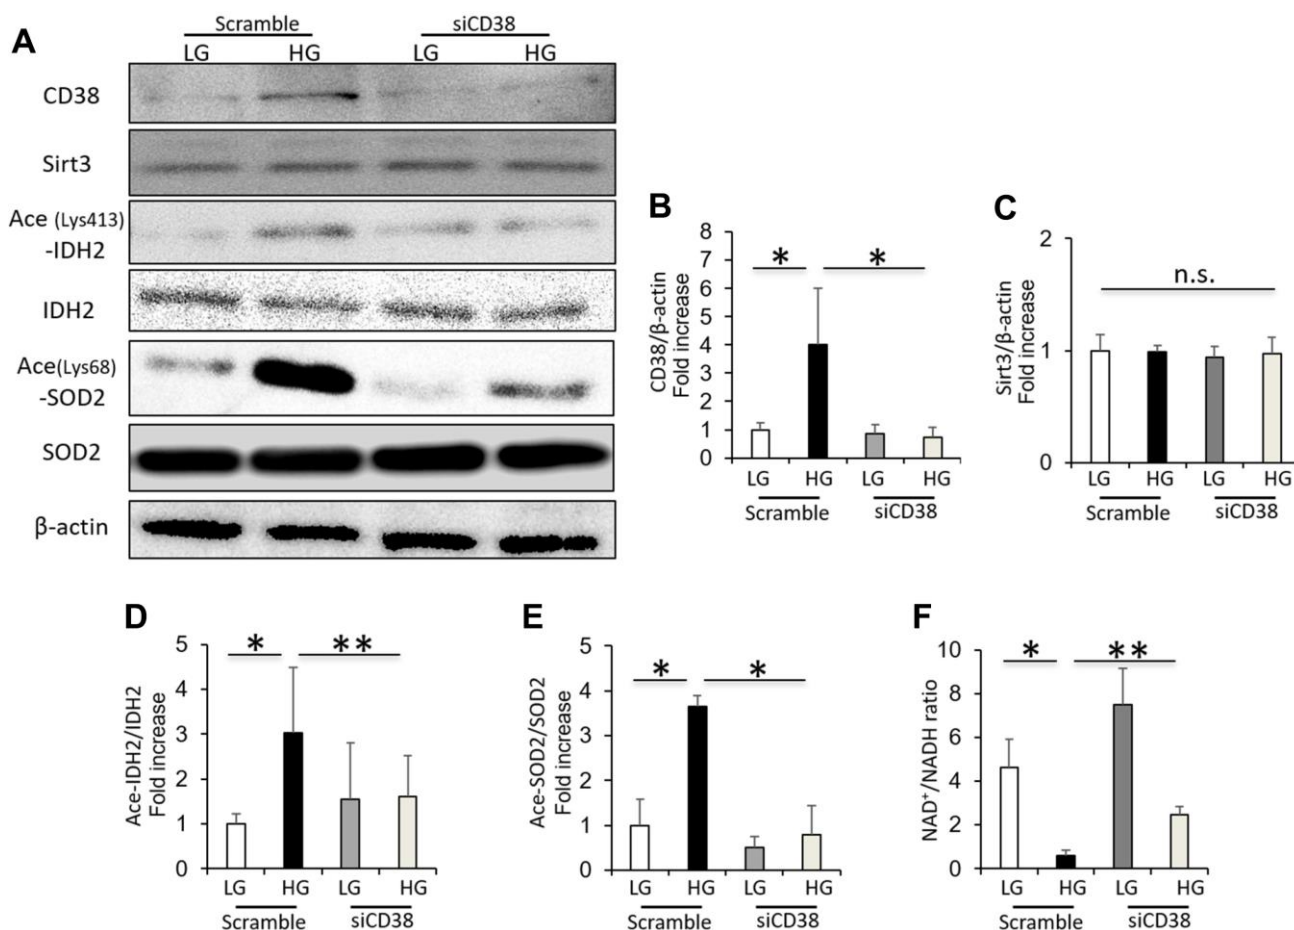 A
Scramble siCD38
LG HG LG HG
CD38
Sirt3
Ace (Lys413)
-IDH2
IDH2
Ace(Lys68)
-SOD2
SOD2
β-actin
B
CD38/β-actin
Fold increase
8
7
6
5
4
3
2
1
0
* *
LG HG LG HG
Scramble siCD38
C
Sirt3/β-actin
Fold increase
2
1
0
n.s.
LG HG LG HG
Scramble siCD38
D
Ace-IDH2/IDH2
Fold increase
5
4
3
2
1
0
* **
LG HG LG HG
Scramble siCD38
E
Ace-SOD2/SOD2
Fold increase
5
4
3
2
1
0
* *
LG HG LG HG
Scramble siCD38
F
NAD⁺/NADH ratio
10
8
6
4
2
0
* **
LG HG LG HG
Scramble siCD38